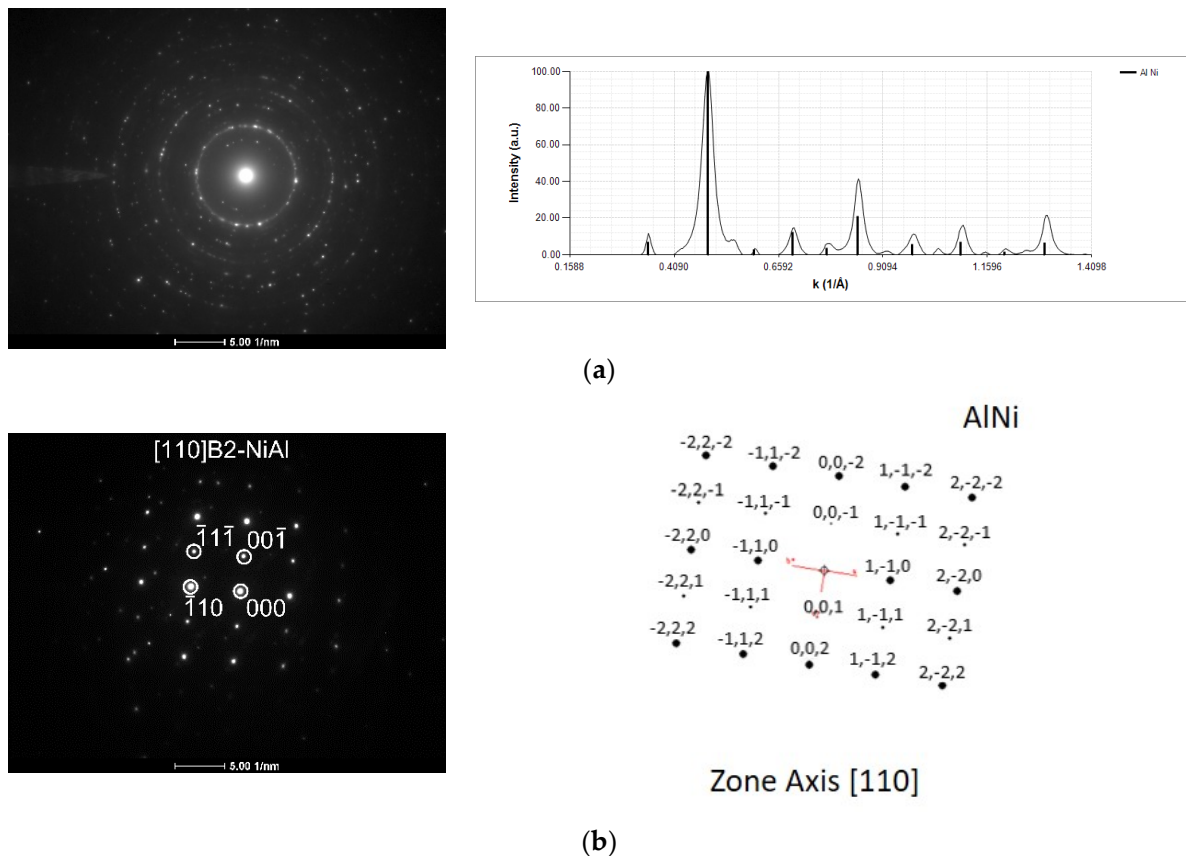 5.00 1/nm
100.00
80.00
60.00
40.00
20.00
0.00
Intensity (a.u.)
0.1588 0.4090 0.6592 0.9094 1.1596 1.4098
k (1/Å)
Al Ni
(a)
[110]B2-NiAl
1̅11̅ 001̅
1̅10 000
5.00 1/nm
AlNi
-2,2,-2 -1,1,-2 0,0,-2 1,-1,-2 2,-2,-2
-2,2,-1 -1,1,-1 0,0,-1 1,-1,-1 2,-2,-1
-2,2,0 -1,1,0 1,-1,0 2,-2,0
-2,2,1 -1,1,1 0,0,1 1,-1,1 2,-2,1
-2,2,2 -1,1,2 0,0,2 1,-1,2 2,-2,2
Zone Axis [110]
(b)